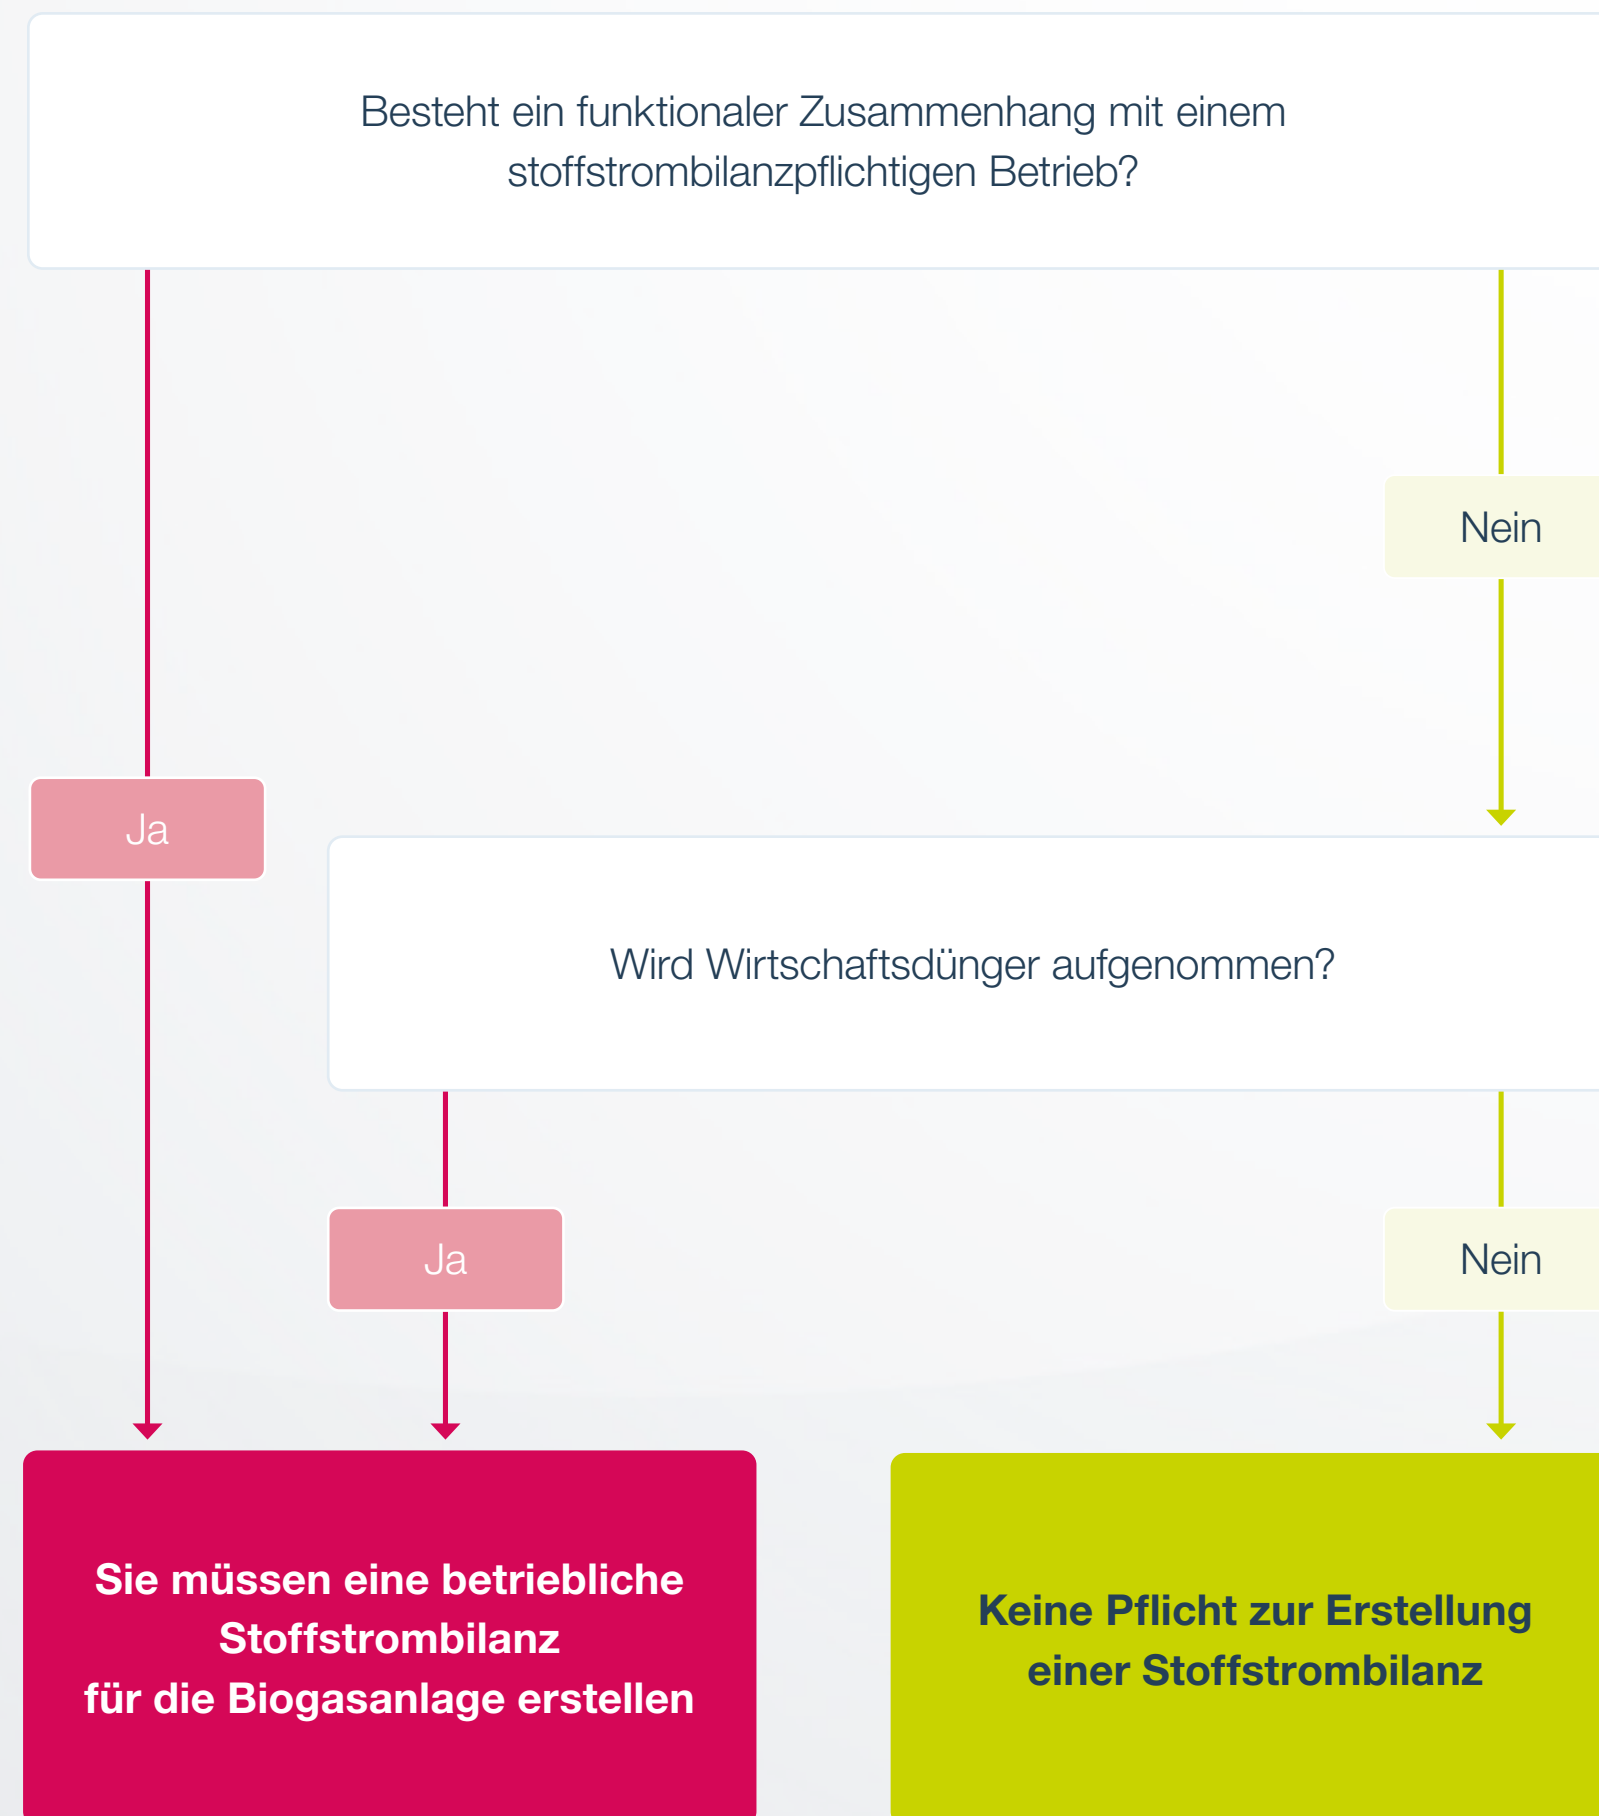 Besteht ein funktionaler Zusammenhang mit einem
stoffstrombilanzpflichtigen Betrieb?
Nein
Ja
Wird Wirtschaftsdünger aufgenommen?
Ja
Nein
Sie müssen eine betriebliche
Stoffstrombilanz
für die Biogasanlage erstellen
Keine Pflicht zur Erstellung
einer Stoffstrombilanz